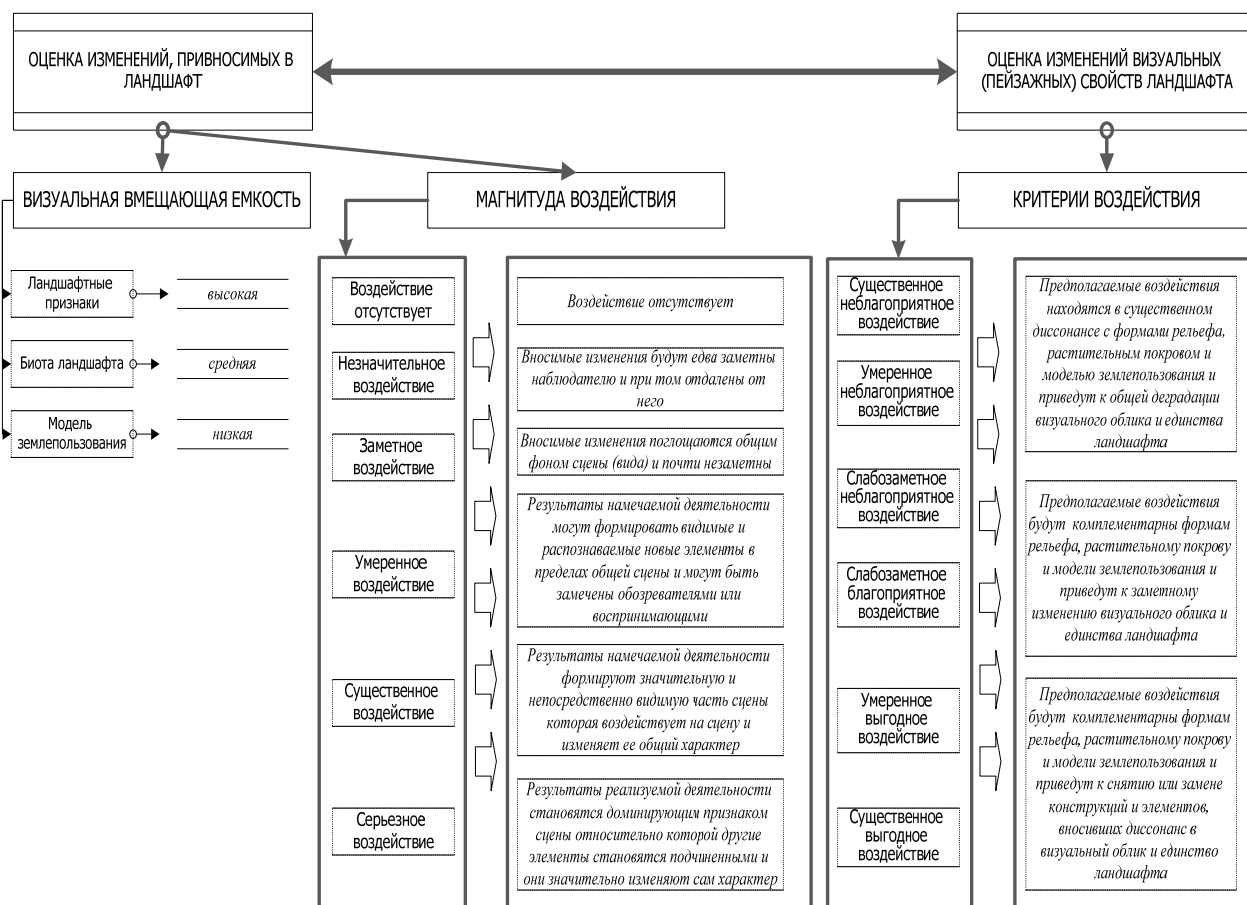 ОЦЕНКА ИЗМЕНЕНИЙ, ПРИВНОСИМЫХ В
ЛАНДШАФТ
ОЦЕНКА ИЗМЕНЕНИЙ ВИЗУАЛЬНЫХ
(ПЕЙЗАЖНЫХ) СВОЙСТВ ЛАНДШАФТА
ВИЗУАЛЬНАЯ ВМЕЩАЮЩАЯ ЕМКОСТЬ
МАГНИТУДА ВОЗДЕЙСТВИЯ
КРИТЕРИИ ВОЗДЕЙСТВИЯ
Ландшафтные
признаки
высокая
Биота ландшафта
средняя
Модель
землепользования
низкая
Воздействие
отсутствует
Незначительное
воздействие
Заметное
воздействие
Умеренное
воздействие
Существенное
воздействие
Серьезное
воздействие
Воздействие отсутствует
Вносимые изменения будут едва заметны
наблюдателю и при том отдалены от
него
Вносимые изменения поглощаются общим
фоном сцены (вида) и почти незаметны
Результаты намечаемой деятельности
могут формировать видимые и
распознаваемые новые элементы в
пределах общей сцены и могут быть
замечены обозревателями или
воспринимающими
Результаты намечаемой деятельности
формируют значительную и
непосредственно видимую часть сцены
которая воздействует на сцену и
изменяет ее общий характер
Результаты реализуемой деятельности
становятся доминирующим признаком
сцены относительно которой другие
элементы становятся подчиненными и
они значительно изменяют сам характер
Существенное
неблагоприятное
воздействие
Умеренное
неблагоприятное
воздействие
Слабозаметное
неблагоприятное
воздействие
Слабозаметное
благоприятное
воздействие
Умеренное
выгодное
воздействие
Существенное
выгодное
воздействие
Предполагаемые воздействия
находятся в существенном
диссонансе с формами рельефа,
растительным покровом и
моделью землепользования и
приведут к общей деградации
визуального облика и единства
ландшафта
Предполагаемые воздействия
будут комплементарны формам
рельефа, растительному покрову
и модели землепользования и
приведут к заметному
изменению визуального облика и
единства ландшафта
Предполагаемые воздействия
будут комплементарны формам
рельефа, растительному покрову
и модели землепользования и
приведут к снятию или замене
конструкций и элементов,
вносивших диссонанс в
визуальный облик и единство
ландшафта